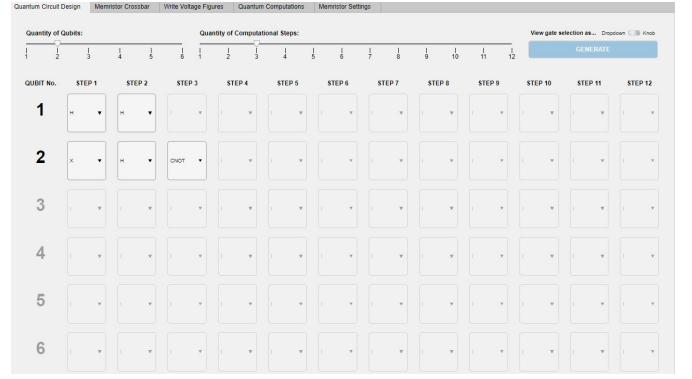 Quantum Circuit Design Memristor Crossbar Write Voltage Figures Quantum Computations Memristor Settings
Quantity of Qubits: Quantity of Computational Steps: View gate selection as... Dropdown Knob
1 2 3 4 5 6 1 2 3 4 5 6 7 8 9 10 11 12
GENERATE
QUBIT No. STEP 1 STEP 2 STEP 3 STEP 4 STEP 5 STEP 6 STEP 7 STEP 8 STEP 9 STEP 10 STEP 11 STEP 12
1 H H I I I I I I I I I I
2 X H CNOT I I I I I I I I I
3 I I I I I I I I I I I I
4 I I I I I I I I I I I I
5 I I I I I I I I I I I I
6 I I I I I I I I I I I I